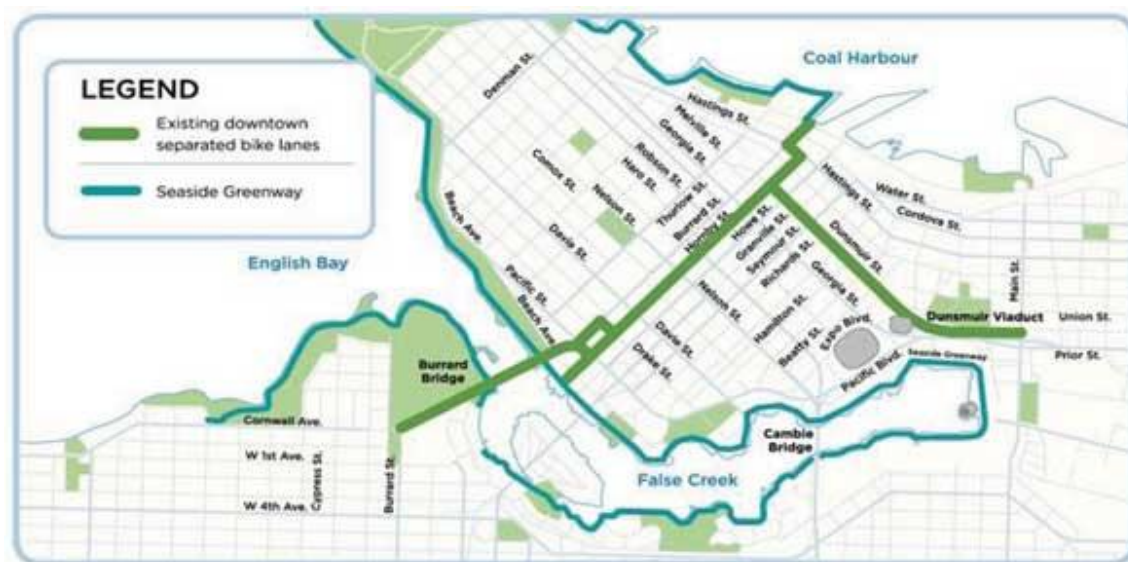 LEGEND
Existing downtown
separated bike lanes
Seaside Greenway
Coal Harbour
Denman St.
Hastings St.
Melville St.
Georgia St.
Robson St.
Haro St.
Comox St.
Nelson St.
Thurlow St.
Burrard St.
Hornby St.
Howe St.
Granville St.
Seymour St.
Richards St.
Hastings St.
Water St.
Cordova St.
Dunsmuir St.
Georgia St.
Main St.
Beach Ave.
Davie St.
English Bay
Pacific St.
Beach Ave.
Nelson St.
Hamilton St.
Beatty St.
Expo Blvd.
Dunsmuir Viaduct
Union St.
Davie St.
Drake St.
Pacific Blvd.
Seaside Greenway
Prior St.
Burrard
Bridge
Cornwall Ave.
Cambie
Bridge
W 1st Ave.
Cypress St.
Burrard St.
False Creek
W 4th Ave.